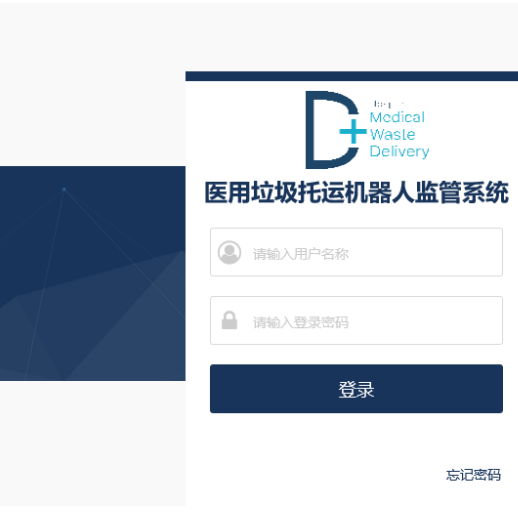 D+
Medical
Waste
Delivery
医用垃圾托运机器人监管系统
请输入用户名称
请输入登录密码
登录
忘记密码